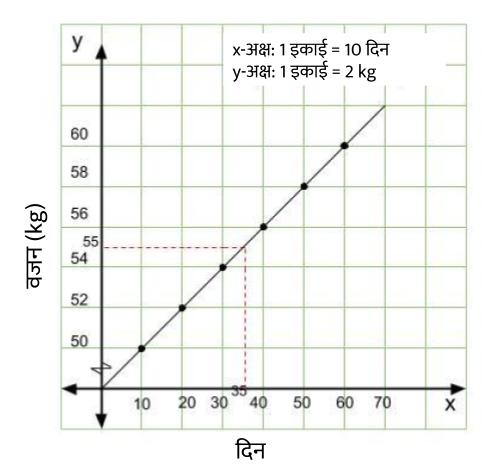 y
x-अक्ष: 1 इकाई = 10 दिन
y-अक्ष: 1 इकाई = 2 kg
60
58
56
55
54
52
50
वजन (kg)
35
10 20 30 40 50 60 70 x
दिन